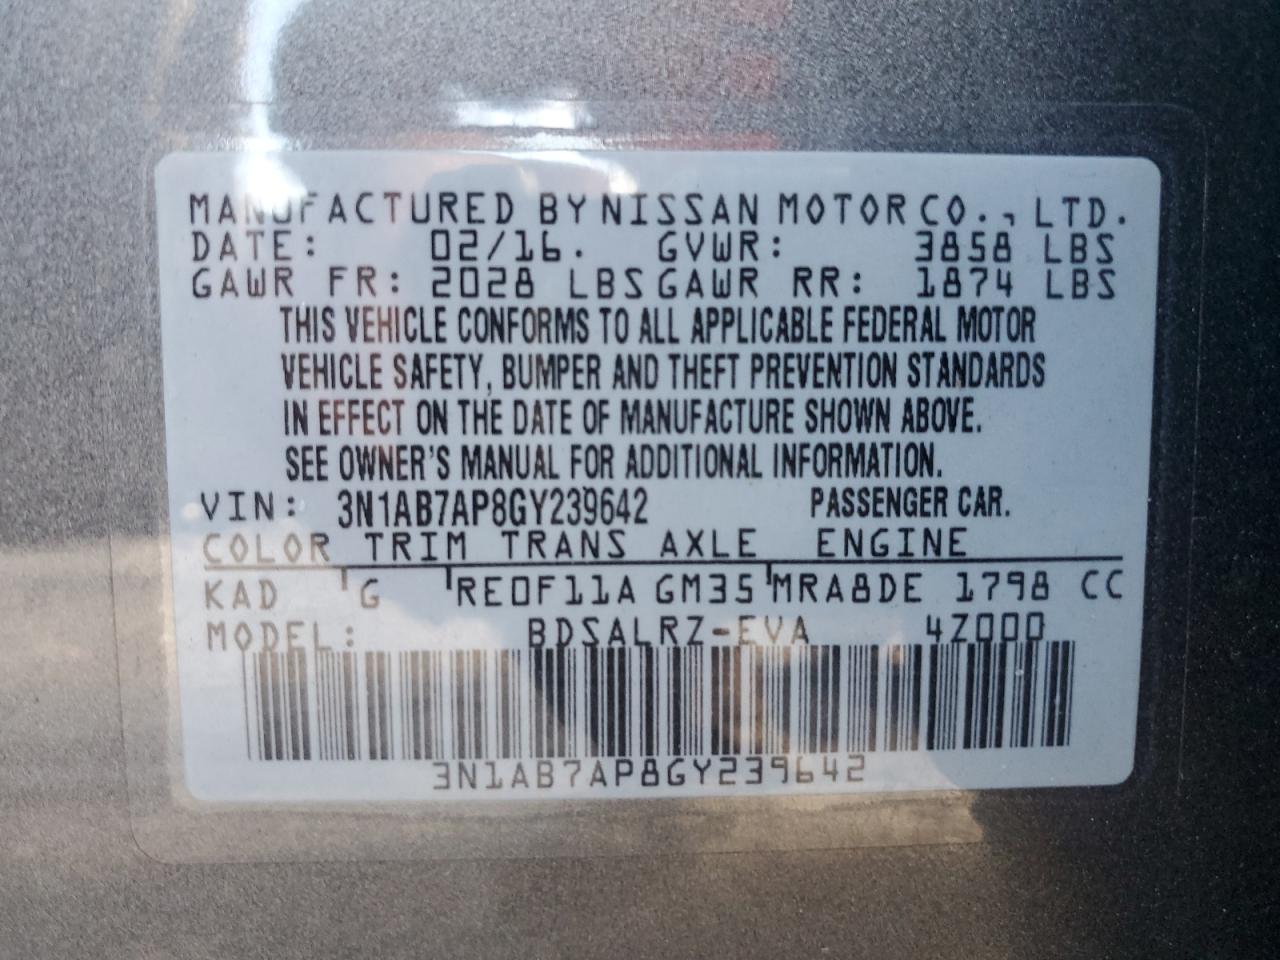 MANUFACTURED BY NISSAN MOTOR CO., LTD.
DATE: 02/16. GVWR: 3858 LBS
GAWR FR: 2028 LBS GAWR RR: 1874 LBS
THIS VEHICLE CONFORMS TO ALL APPLICABLE FEDERAL MOTOR
VEHICLE SAFETY, BUMPER AND THEFT PREVENTION STANDARDS
IN EFFECT ON THE DATE OF MANUFACTURE SHOWN ABOVE.
SEE OWNER'S MANUAL FOR ADDITIONAL INFORMATION.
VIN: 3N1AB7AP8GY239642 PASSENGER CAR.
COLOR TRIM TRANS AXLE ENGINE
KAD G RE0F11A GM35 MRA8DE 1798 CC
MODEL: BDSALRZ-EVA 4Z000
3N1AB7AP8GY239642